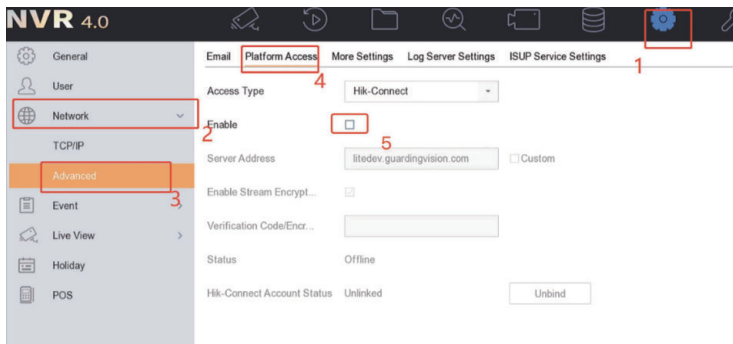 NVR 4.0
1
General
User
Network
2
TCP/IP
Advanced
3
Event
Live View
Holiday
POS
Email Platform Access More Settings Log Server Settings ISUP Service Settings
4
Access Type Hik-Connect
Enable
5
Server Address litedev.guardingvision.com Custom
Enable Stream Encrypt...
Verification Code/Encr...
Status Offline
Hik-Connect Account Status Unlinked Unbind